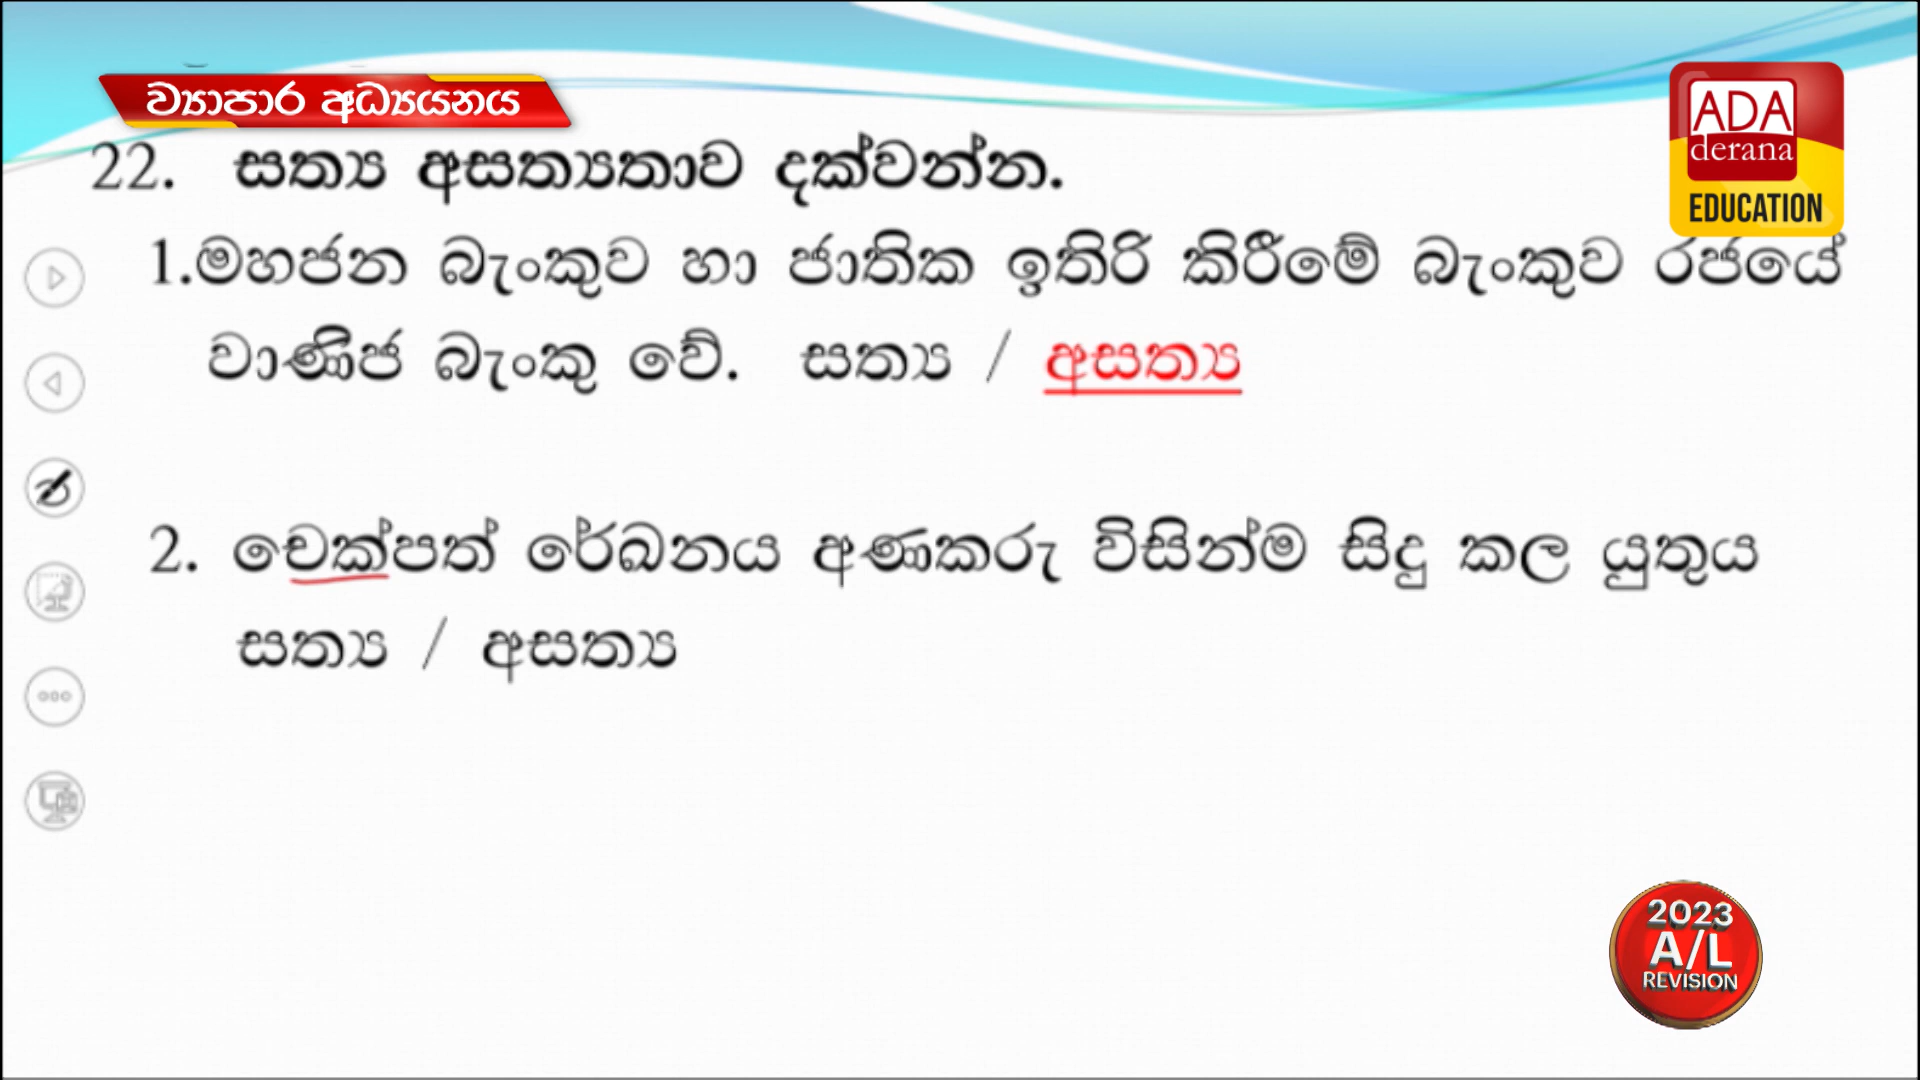 ව්‍යාපාර අධ්‍යයනය
ADA
derana
EDUCATION
22. සත්‍ය අසත්‍යතාව දක්වන්න.
1.මහජන බැංකුව හා ජාතික ඉතිරි කිරීමේ බැංකුව රජයේ
වාණිජ බැංකු වේ. සත්‍ය / අසත්‍ය
2. චෙක්පත් රේඛනය අණකරු විසින්ම සිදු කල යුතුය
සත්‍ය / අසත්‍ය
2023
A/L
REVISION